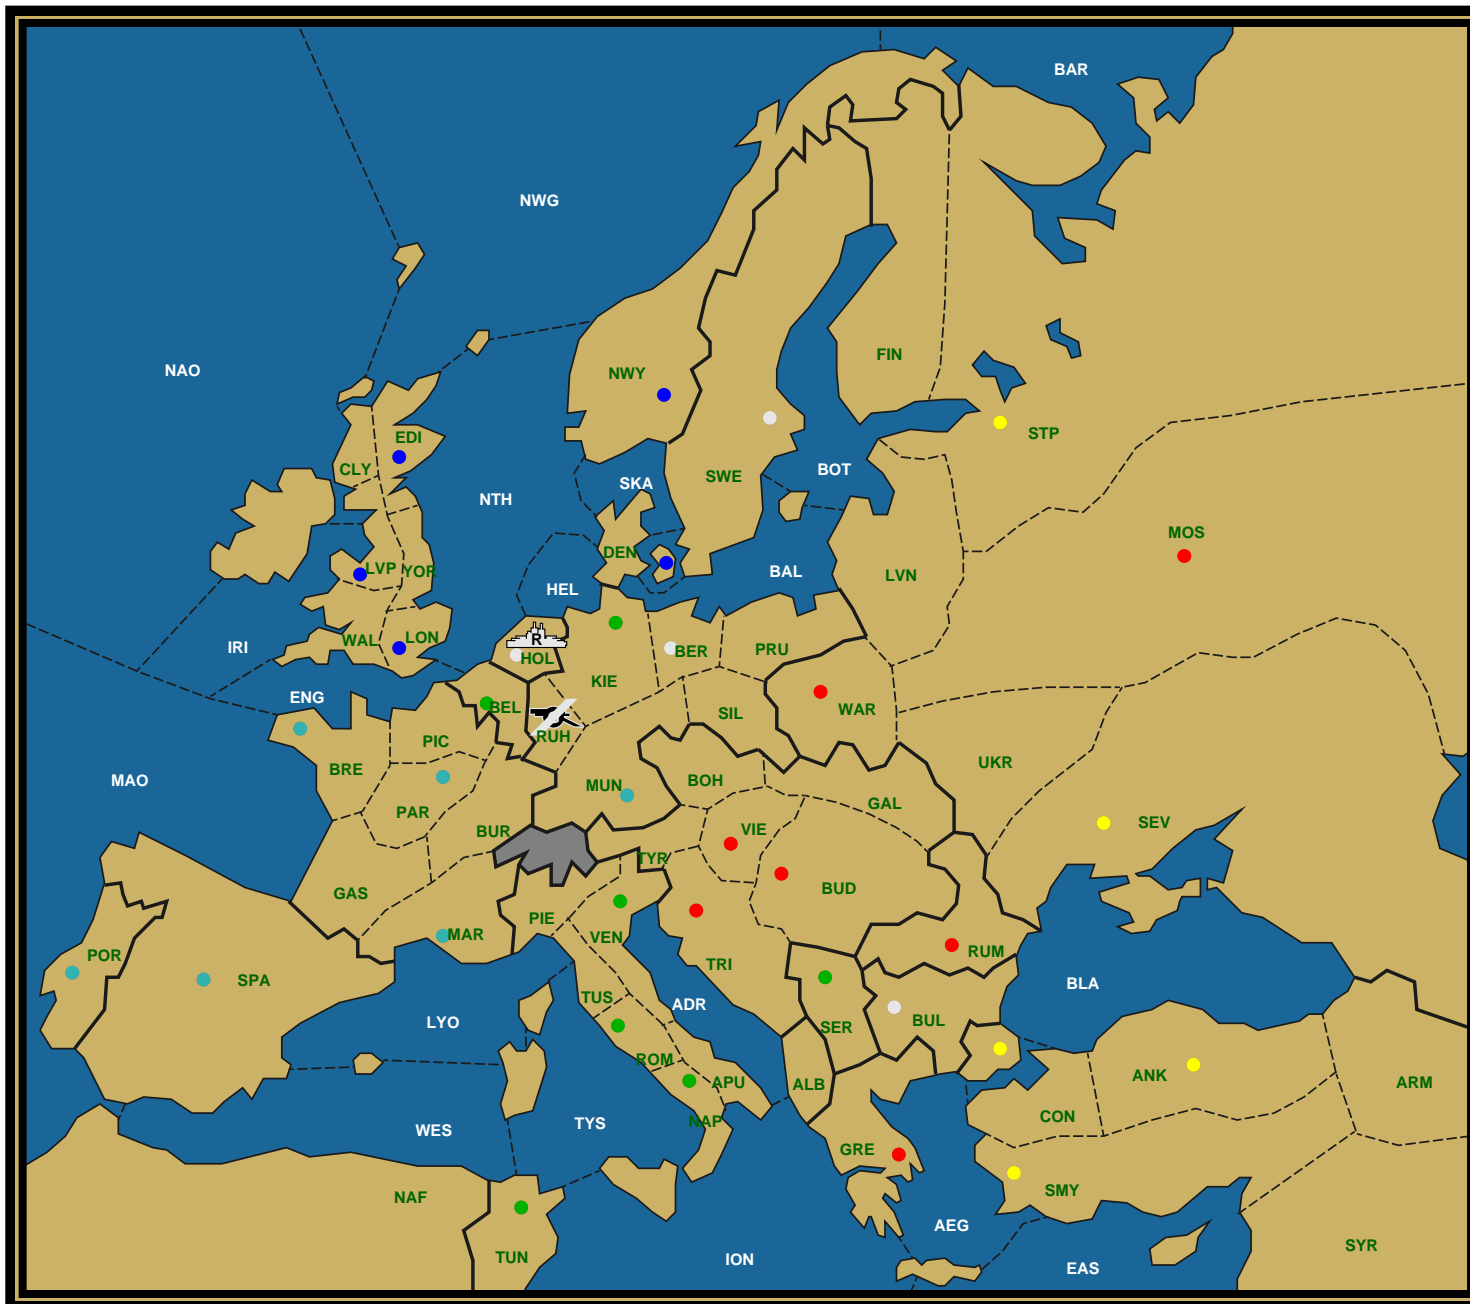 BAR
NWG
NAO
FIN
NWY
EDI
STP
CLY
SWE
BOT
SKA
NTH
MOS
DEN
LVP
YOR
BAL
LVN
HEL
R
WAL
LON
IRI
HOL
BER
PRU
KIE
ENG
BEL
WAR
SIL
RUH
PIC
UKR
MAO
BRE
MUN
BOH
GAL
PAR
SEV
BUR
VIE
TYR
BUD
GAS
PIE
MAR
VEN
RUM
POR
SPA
TRI
BLA
TUS
ADR
LYO
BUL
SER
ROM
ANK
APU
ALB
ARM
CON
NAP
TYS
WES
GRE
SMY
NAF
AEG
SYR
TUN
ION
EAS